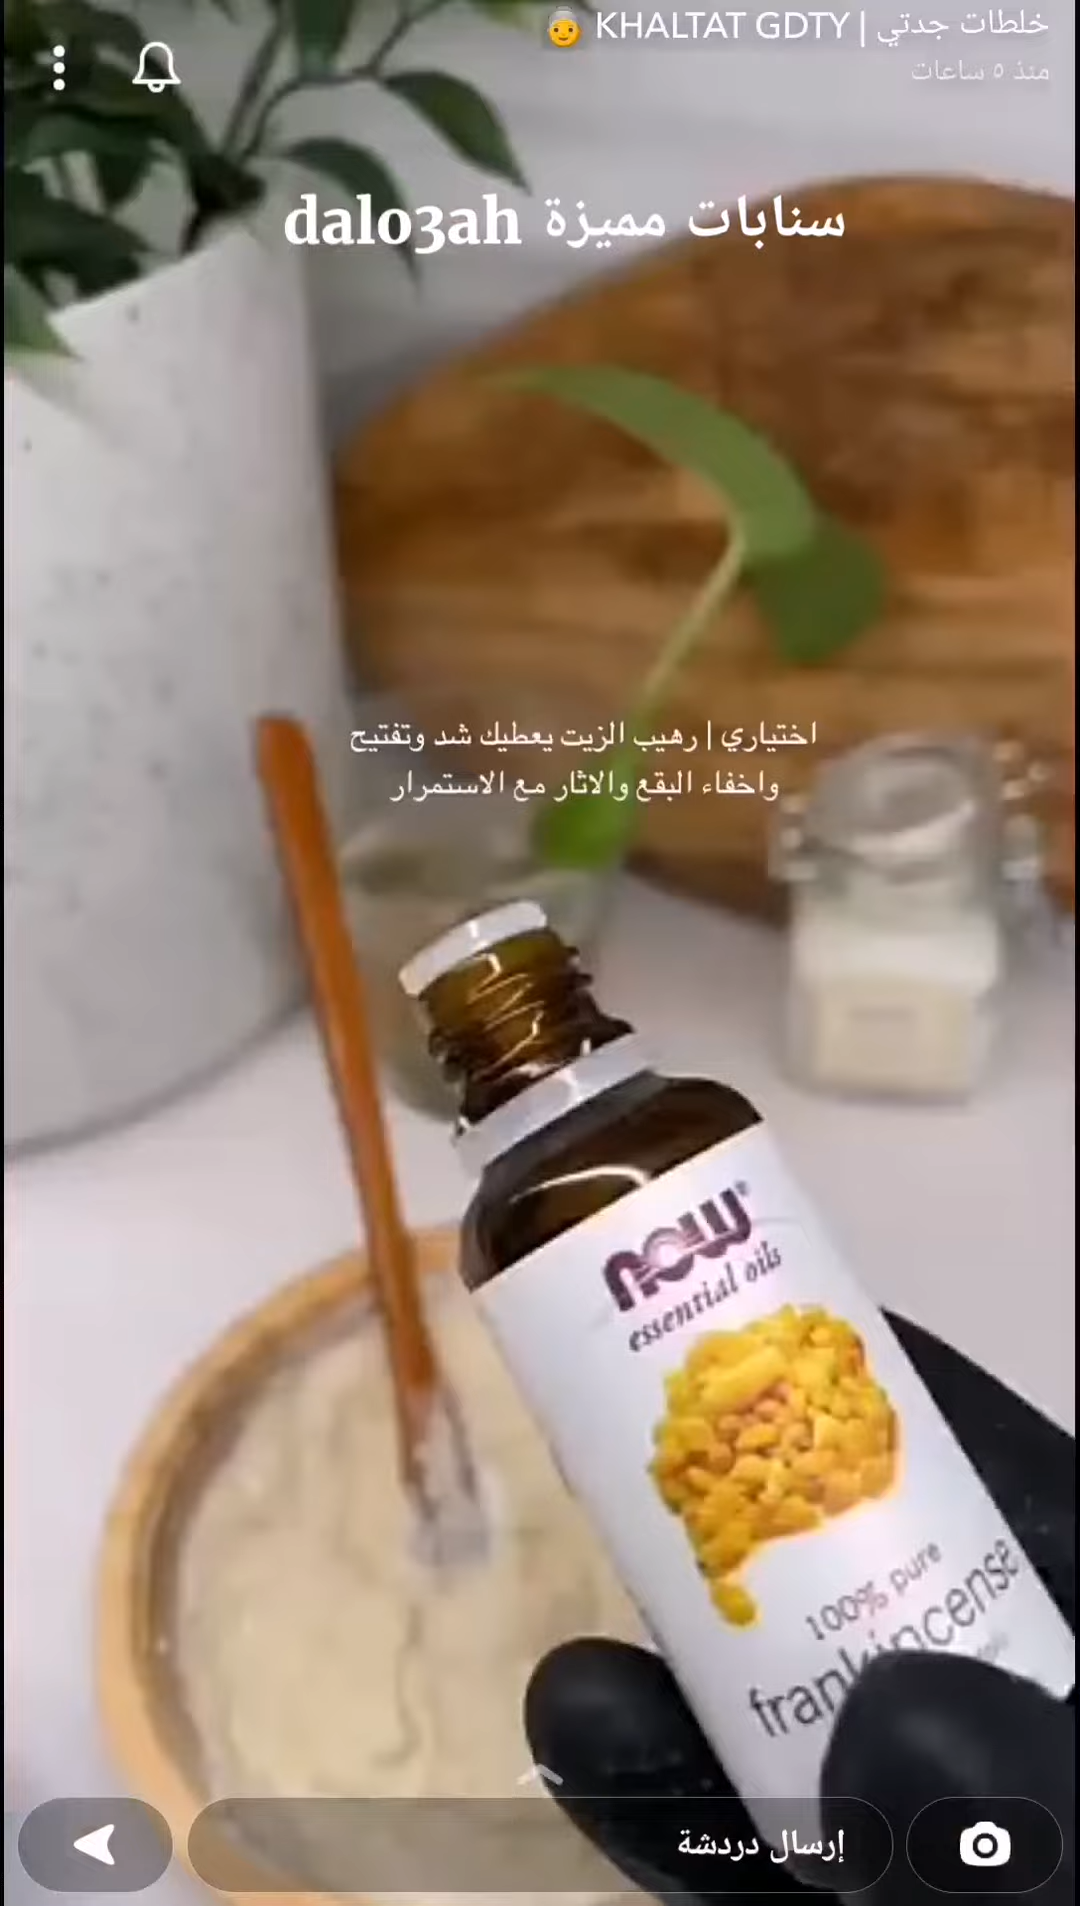 خلطات جدتي | KHALTAT GDTY 👵
منذ ٥ ساعات
سنابات مميزة dalo3ah
اختياري | رهيب الزيت يعطيك شد وتفتيح
واخفاء البقع والاثار مع الاستمرار
now®
essential oils
100% pure
frankincense
إرسال دردشة